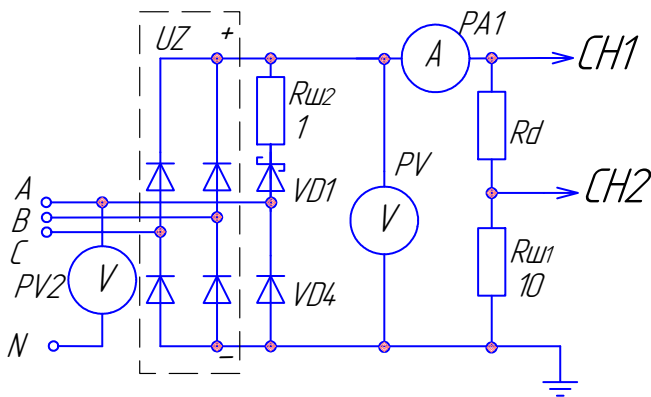 UZ
+
PA1
A
CH1
Rш2
1
Rd
A
B
C
VD1
PV
V
CH2
PV2
V
VD4
Rш1
10
N
-